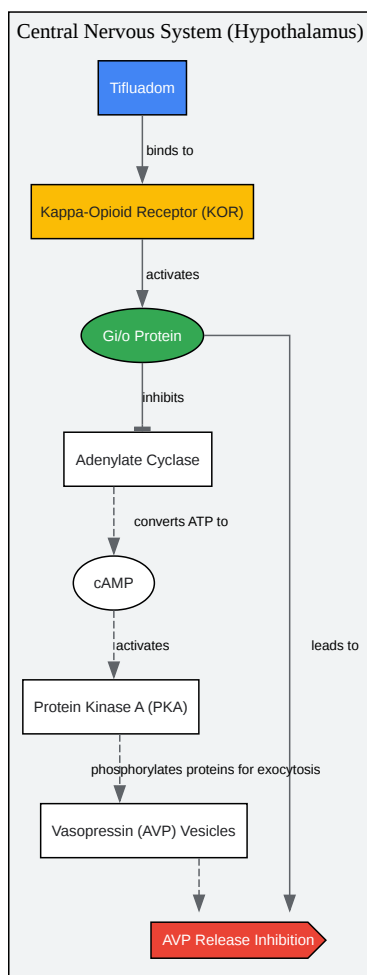 Central Nervous System (Hypothalamus)
Tifluadom
binds to
Kappa-Opioid Receptor (KOR)
activates
Gi/o Protein
inhibits
Adenylate Cyclase
converts ATP to
cAMP
activates
leads to
Protein Kinase A (PKA)
phosphorylates proteins for exocytosis
Vasopressin (AVP) Vesicles
AVP Release Inhibition